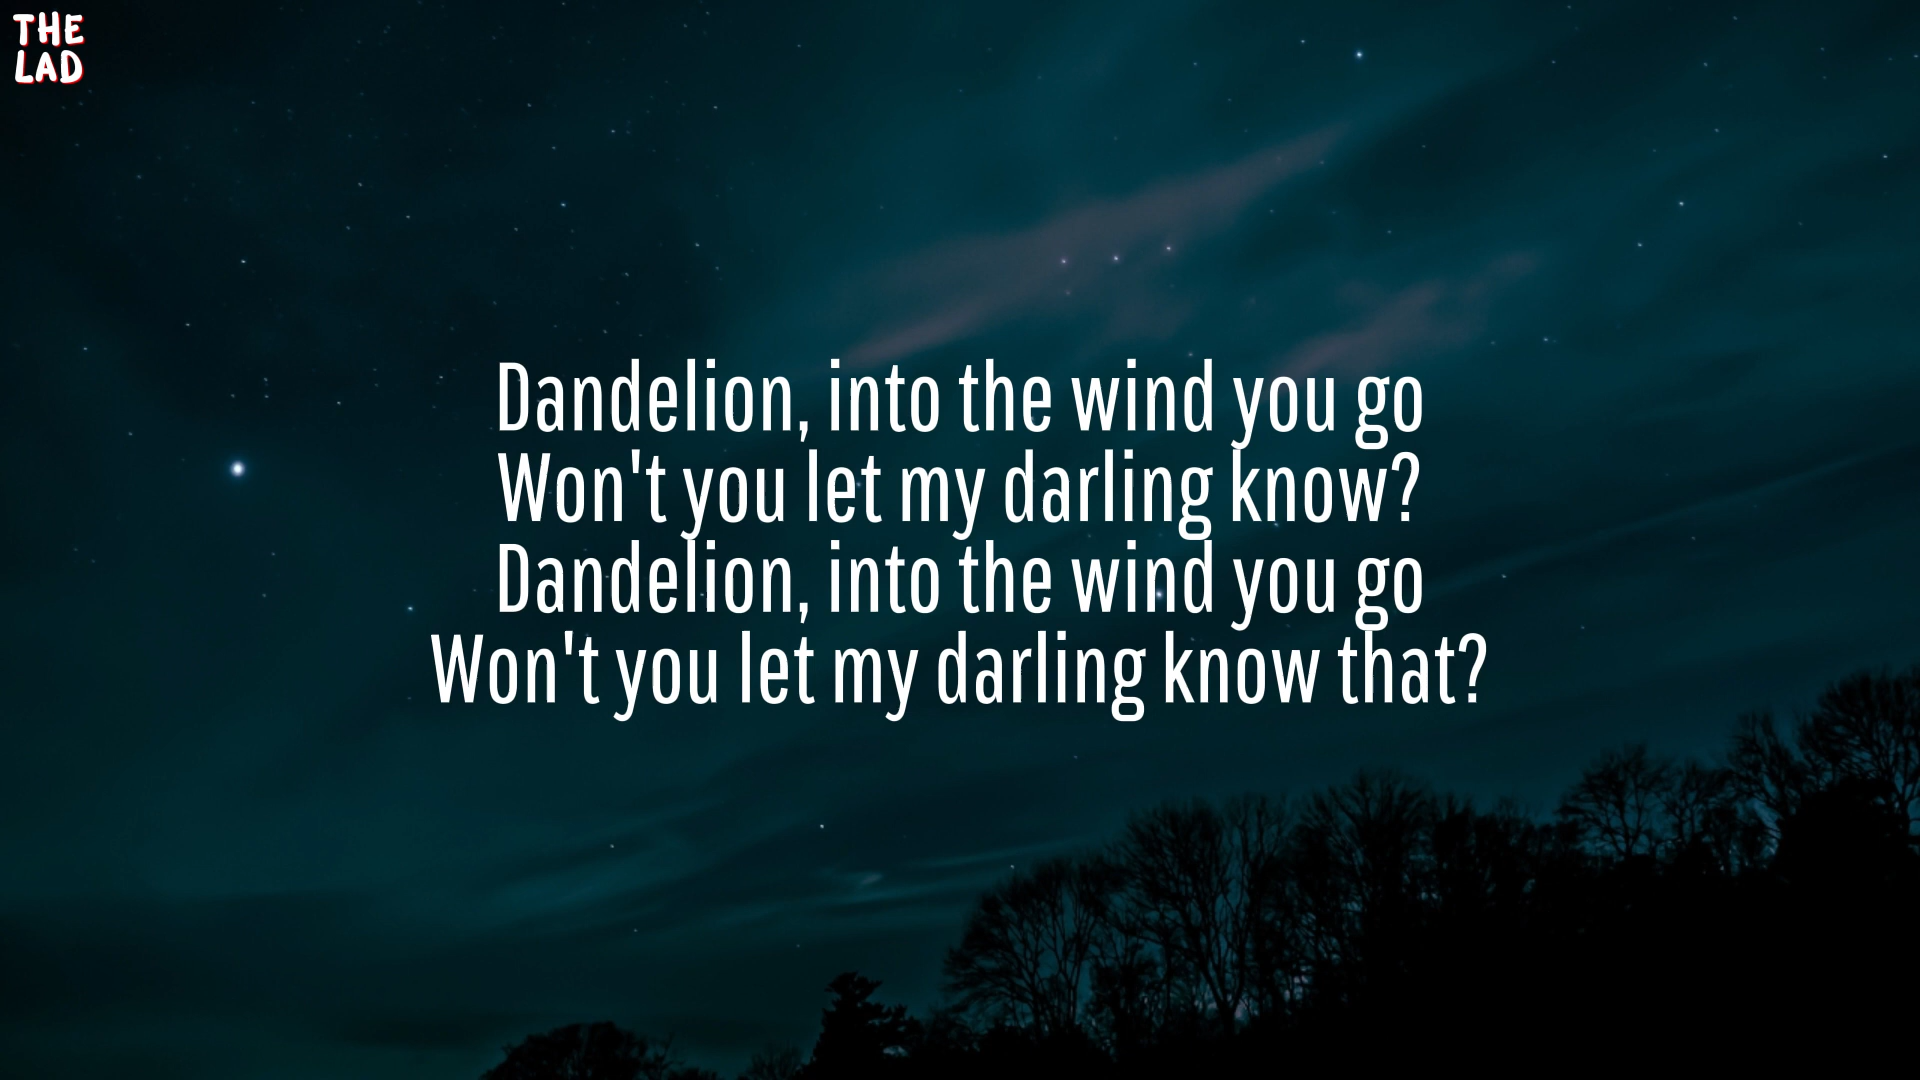 THE
LAD
Dandelion, into the wind you go
Won't you let my darling know?
Dandelion, into the wind you go
Won't you let my darling know that?